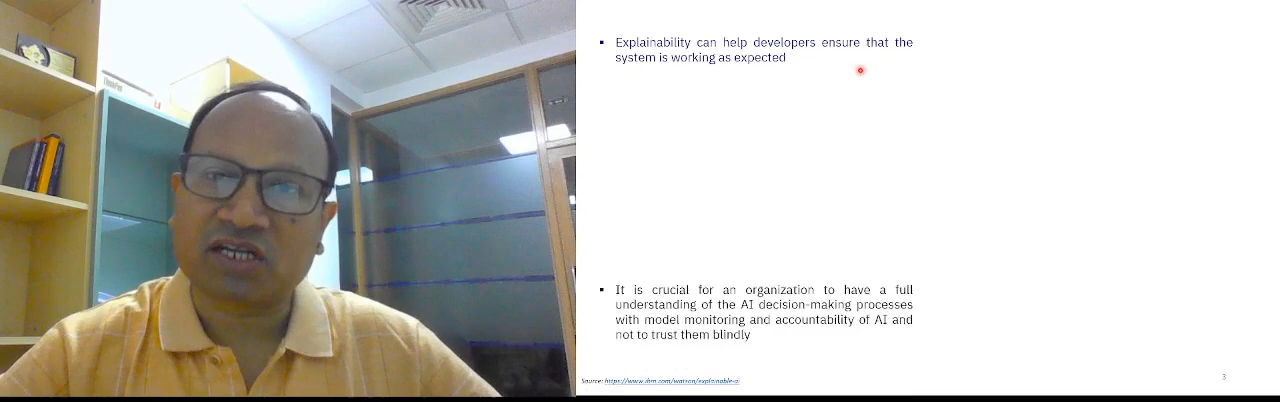 ▪ Explainability can help developers ensure that the
system is working as expected
▪ It is crucial for an organization to have a full
understanding of the AI decision-making processes
with model monitoring and accountability of AI and
not to trust them blindly
Source: https://www.ibm.com/watson/explainable-ai
3